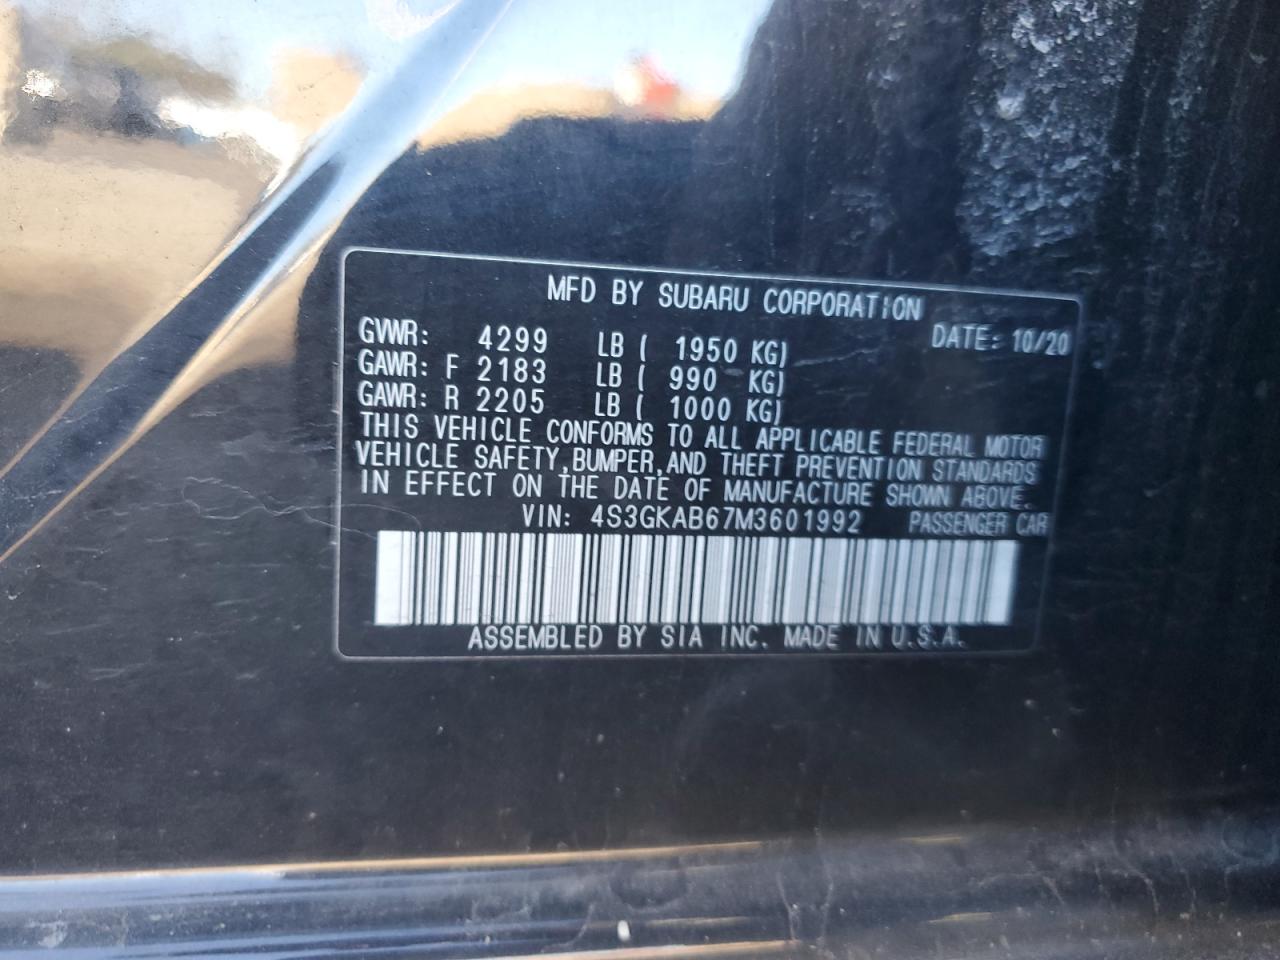 MFD BY SUBARU CORPORATION
DATE: 10/20
GVWR: 4299 LB ( 1950 KG)
GAWR: F 2183 LB ( 990 KG)
GAWR: R 2205 LB ( 1000 KG)
THIS VEHICLE CONFORMS TO ALL APPLICABLE FEDERAL MOTOR
VEHICLE SAFETY, BUMPER, AND THEFT PREVENTION STANDARDS
IN EFFECT ON THE DATE OF MANUFACTURE SHOWN ABOVE.
VIN: 4S3GKAB67M3601992 PASSENGER CAR
ASSEMBLED BY SIA INC. MADE IN U.S.A.